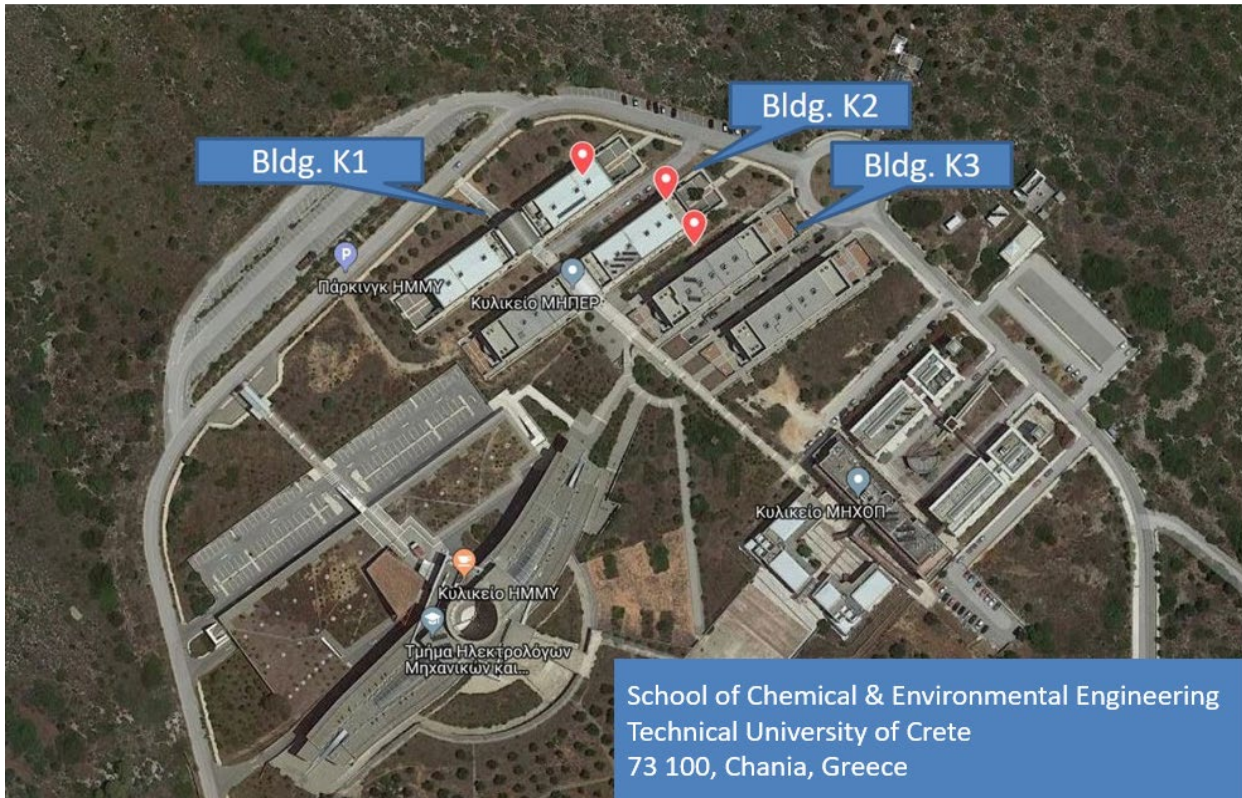 Bldg. K2
Bldg. K1
Bldg. K3
P
Πάρκινγκ ΗΜΜΥ
Κυλικείο ΜΗΠΕΡ
Κυλικείο ΜΗΧΟΠ
Κυλικείο ΗΜΜΥ
Τμήμα Ηλεκτρολόγων
Μηχανικών και...
School of Chemical & Environmental Engineering
Technical University of Crete
73 100, Chania, Greece